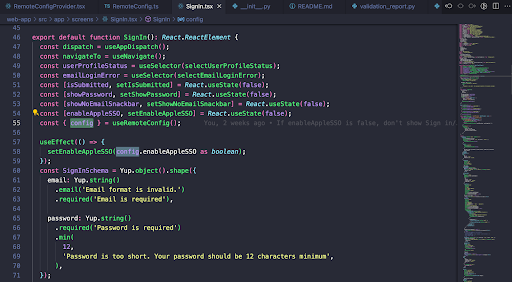 RemoteConfigProvider.tsx RemoteConfig.ts SignIn.tsx × __init__.py README.md validation_report.py
web-app > src > app > screens > SignIn.tsx > SignIn > config
45
46 export default function SignIn(): React.ReactElement {
47 const dispatch = useAppDispatch();
48 const navigateTo = useNavigate();
49 const userProfileStatus = useSelector(selectUserProfileStatus);
50 const emailLoginError = useSelector(selectEmailLoginError);
51 const [isSubmitted, setIsSubmitted] = React.useState(false);
52 const [showPassword, setShowPassword] = React.useState(false);
53 const [showNoEmailSnackbar, setShowNoEmailSnackbar] = React.useState(false);
54 const [enableAppleSSO, setEnableAppleSSO] = React.useState(false);
55 const { config } = useRemoteConfig(); You, 2 weeks ago • If enableAppleSSO is false, don't show Sign in/
56
57 useEffect(() => {
58 setEnableAppleSSO(config.enableAppleSSO as boolean);
59 });
60 const SignInSchema = Yup.object().shape({
61 email: Yup.string()
62 .email('Email format is invalid.')
63 .required('Email is required'),
64
65 password: Yup.string()
66 .required('Password is required')
67 .min(
68 12,
69 'Password is too short. Your password should be 12 characters minimum',
70 ),
71 });